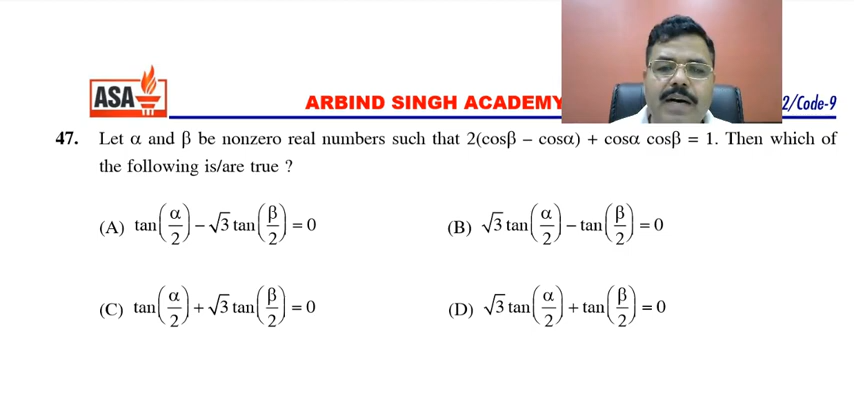 ASA
ARBIND SINGH ACADEMY
2/Code-9
47. Let α and β be nonzero real numbers such that 2(cosβ − cosα) + cosα cosβ = 1. Then which of
the following is/are true ?
(A) tan(α/2) − √3 tan(β/2) = 0
(B) √3 tan(α/2) − tan(β/2) = 0
(C) tan(α/2) + √3 tan(β/2) = 0
(D) √3 tan(α/2) + tan(β/2) = 0